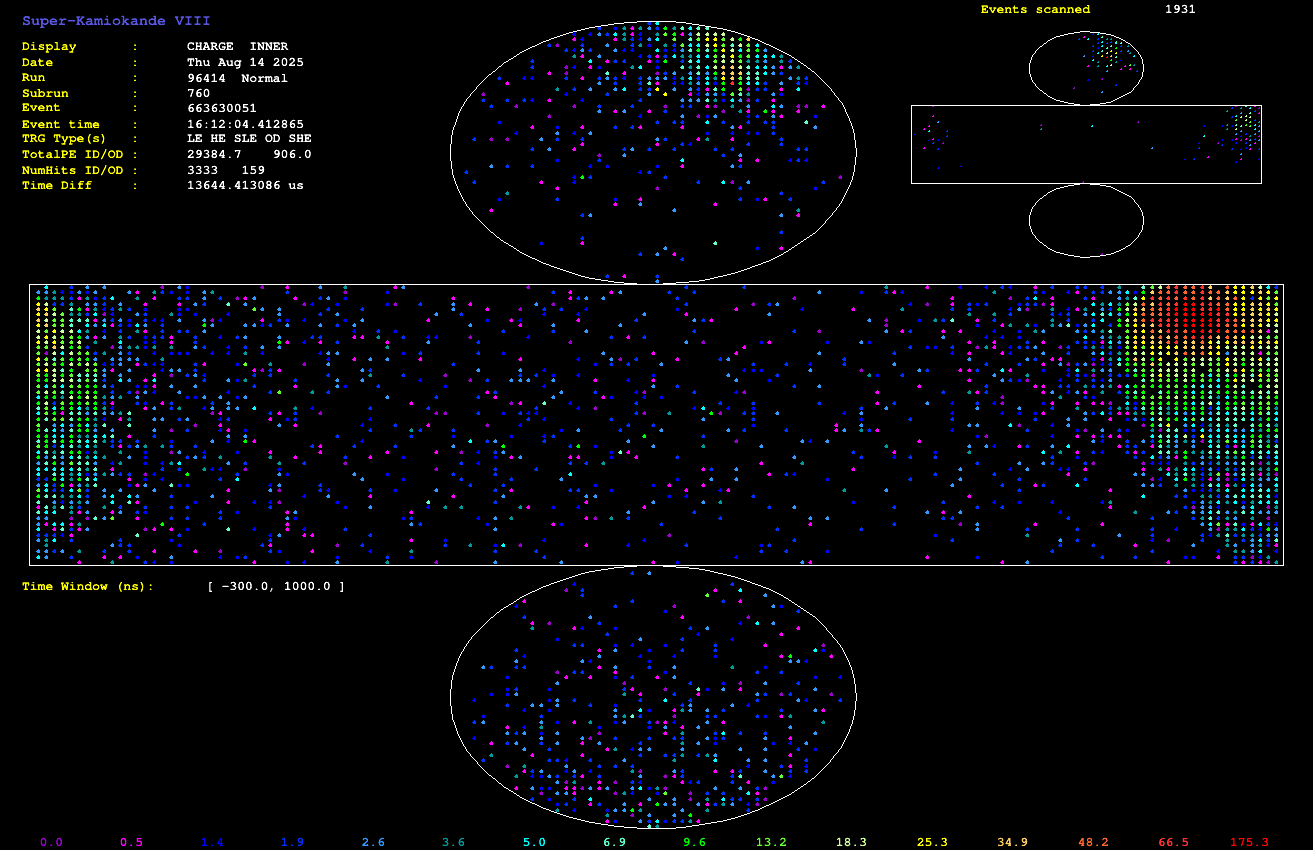 Super-Kamiokande VIII
Events scanned 1931
Display : CHARGE INNER
Date : Thu Aug 14 2025
Run : 96414 Normal
Subrun : 760
Event : 663630051
Event time : 16:12:04.412865
TRG Type(s) : LE HE SLE OD SHE
TotalPE ID/OD : 29384.7 906.0
NumHits ID/OD : 3333 159
Time Diff : 13644.413086 us
Time Window (ns): [ -300.0, 1000.0 ]
0.0 0.5 1.4 1.9 2.6 3.6 5.0 6.9 9.6 13.2 18.3 25.3 34.9 48.2 66.5 175.3